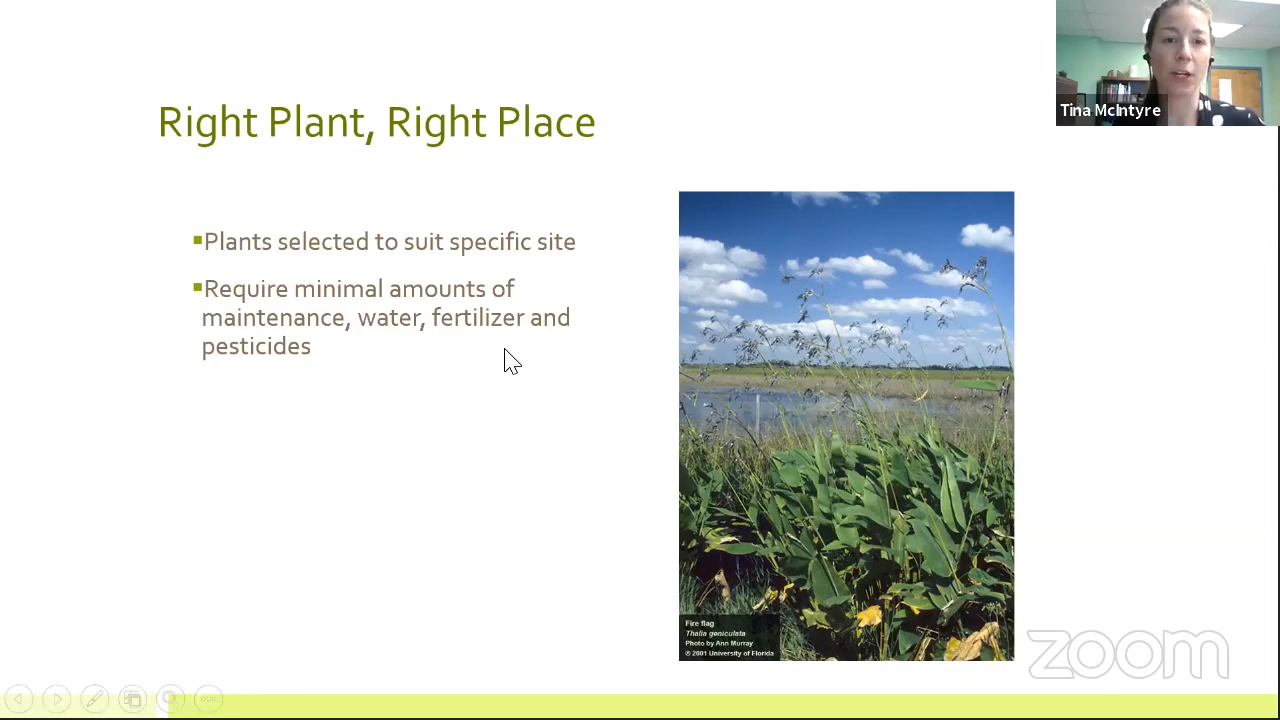 Right Plant, Right Place
Tina McIntyre
Plants selected to suit specific site
Require minimal amounts of
maintenance, water, fertilizer and
pesticides
Fire flag
Thalia geniculata
Photo by Ann Murray
© 2001 University of Florida
zoom